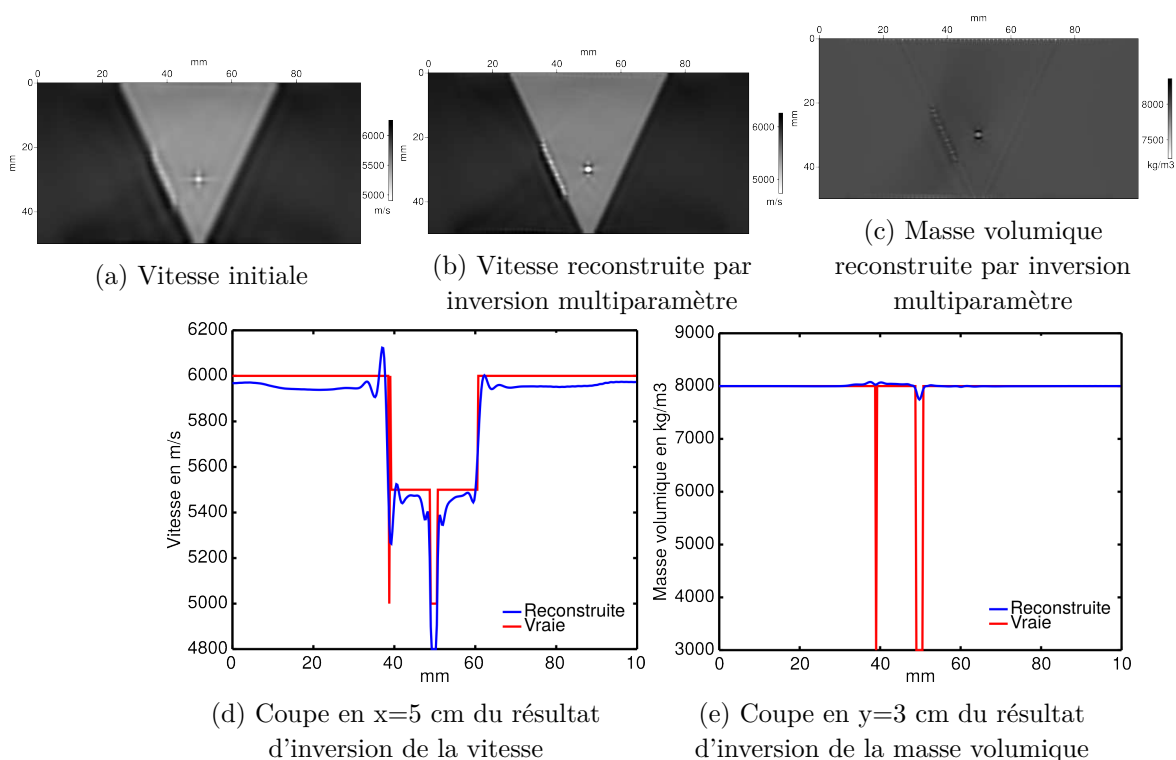 mm
0 20 40 60 80
0
20
40
mm
6000
5500
5000
m/s
(a) Vitesse initiale
mm
0 20 40 60 80
0
20
40
mm
6000
5000
m/s
(b) Vitesse reconstruite par
inversion multiparamètre
mm
0 20 40 60 80
0
20
40
mm
8000
7500
kg/m3
(c) Masse volumique
reconstruite par inversion
multiparamètre
6200
6000
5800
5600
5400
5200
5000
4800
Vitesse en m/s
Reconstruite
Vraie
0 20 40 60 80 10
mm
(d) Coupe en x=5 cm du résultat
d'inversion de la vitesse
9000
8000
7000
6000
5000
4000
3000
Masse volumique en kg/m3
Reconstruite
Vraie
0 20 40 60 80 10
mm
(e) Coupe en y=3 cm du résultat
d'inversion de la masse volumique